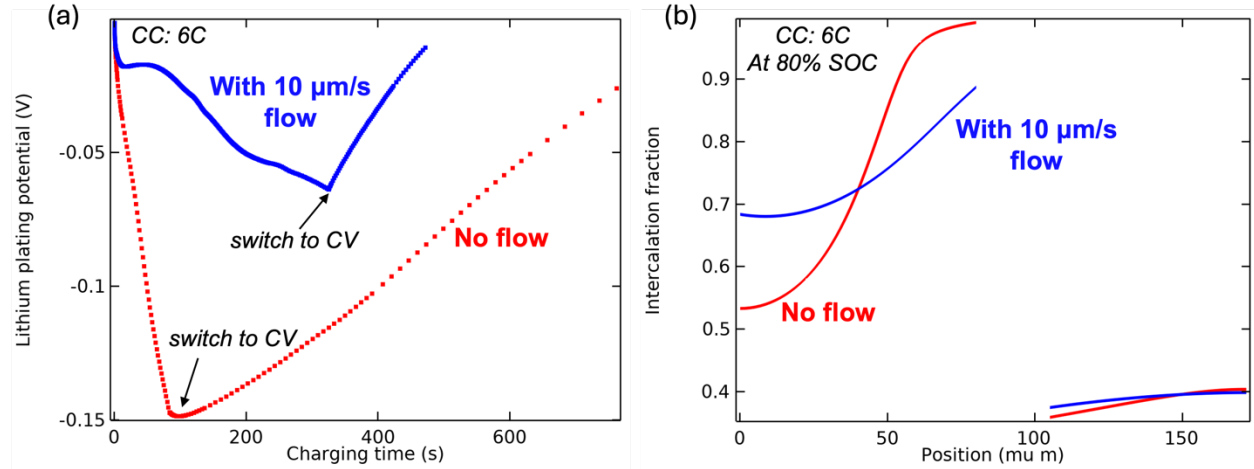 (a)
CC: 6C
With 10 μm/s
flow
switch to CV
No flow
switch to CV
Lithium plating potential (V)
-0.05
-0.1
-0.15
0
200
400
600
Charging time (s)
(b)
CC: 6C
At 80% SOC
With 10 μm/s
flow
No flow
Intercalation fraction
0.9
0.8
0.7
0.6
0.5
0.4
0
50
100
150
Position (mu m)